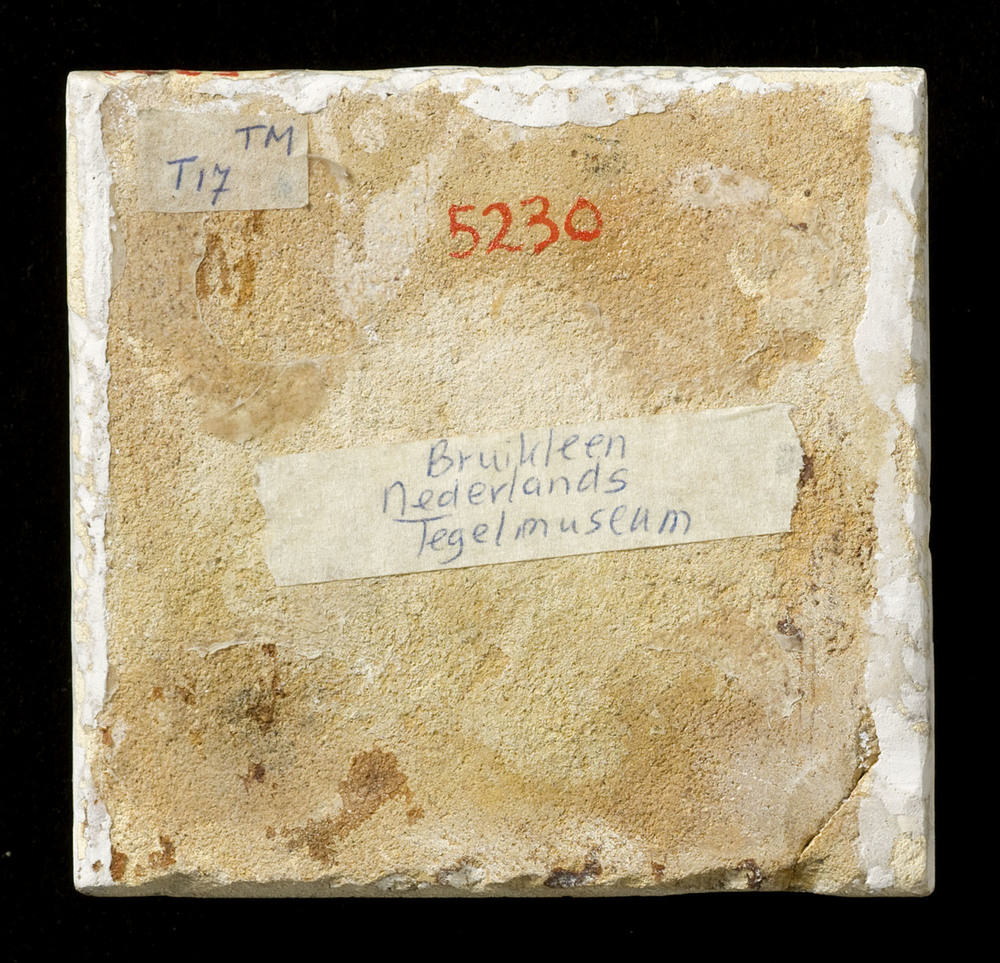 TM
T17
5230
Bruikleen
Nederlands
Tegelmuseum